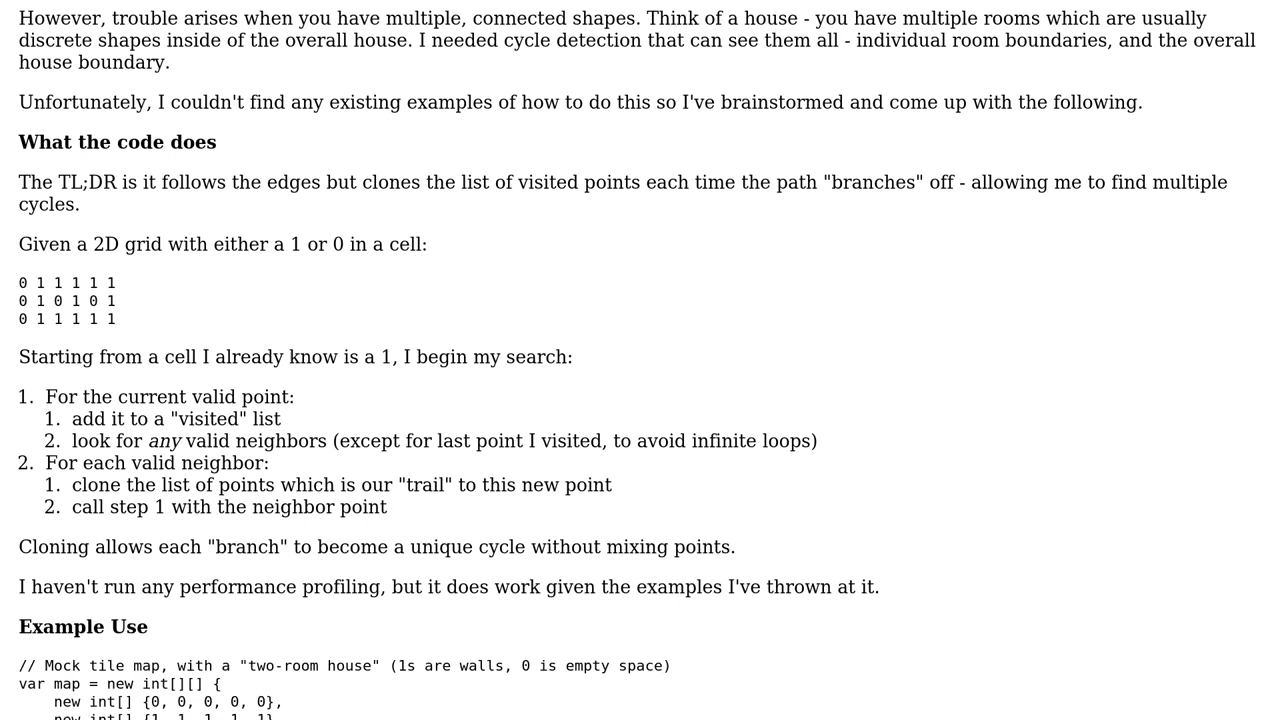 However, trouble arises when you have multiple, connected shapes. Think of a house - you have multiple rooms which are usually
discrete shapes inside of the overall house. I needed cycle detection that can see them all - individual room boundaries, and the overall
house boundary.
Unfortunately, I couldn't find any existing examples of how to do this so I've brainstormed and come up with the following.
What the code does
The TL;DR is it follows the edges but clones the list of visited points each time the path "branches" off - allowing me to find multiple
cycles.
Given a 2D grid with either a 1 or 0 in a cell:
0 1 1 1 1 1
0 1 0 1 0 1
0 1 1 1 1 1
Starting from a cell I already know is a 1, I begin my search:
1. For the current valid point:
1. add it to a "visited" list
2. look for any valid neighbors (except for last point I visited, to avoid infinite loops)
2. For each valid neighbor:
1. clone the list of points which is our "trail" to this new point
2. call step 1 with the neighbor point
Cloning allows each "branch" to become a unique cycle without mixing points.
I haven't run any performance profiling, but it does work given the examples I've thrown at it.
Example Use
// Mock tile map, with a "two-room house" (1s are walls, 0 is empty space)
var map = new int[][] {
    new int[] {0, 0, 0, 0, 0},
    new int[] {1, 1, 1, 1, 1}